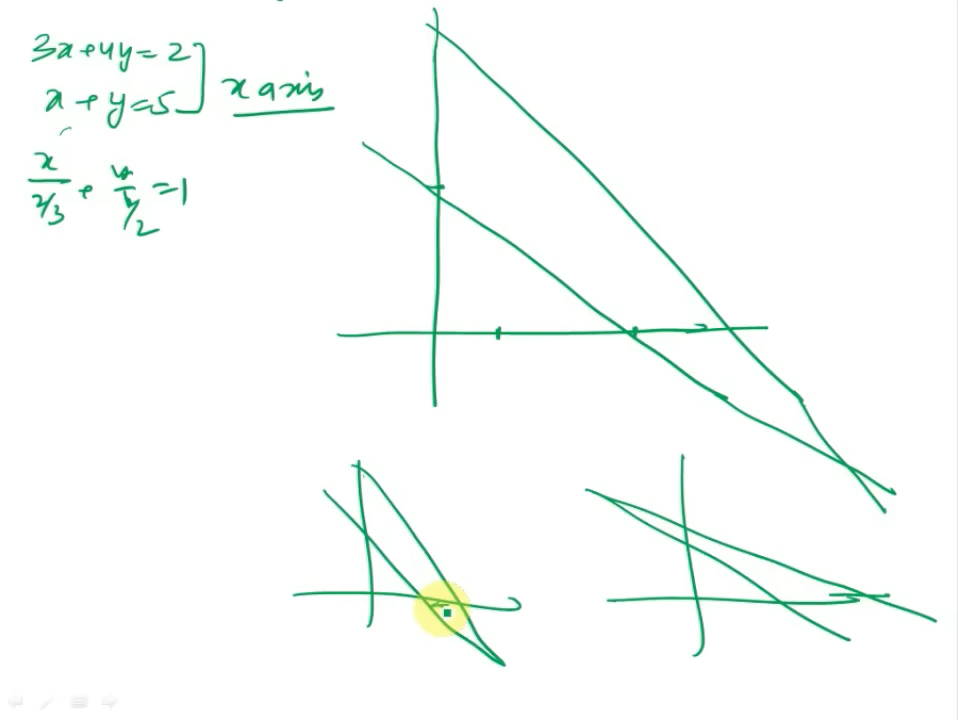 3x+4y=2
x+y=5
x axis
x/2/3 + y/1/2 =1